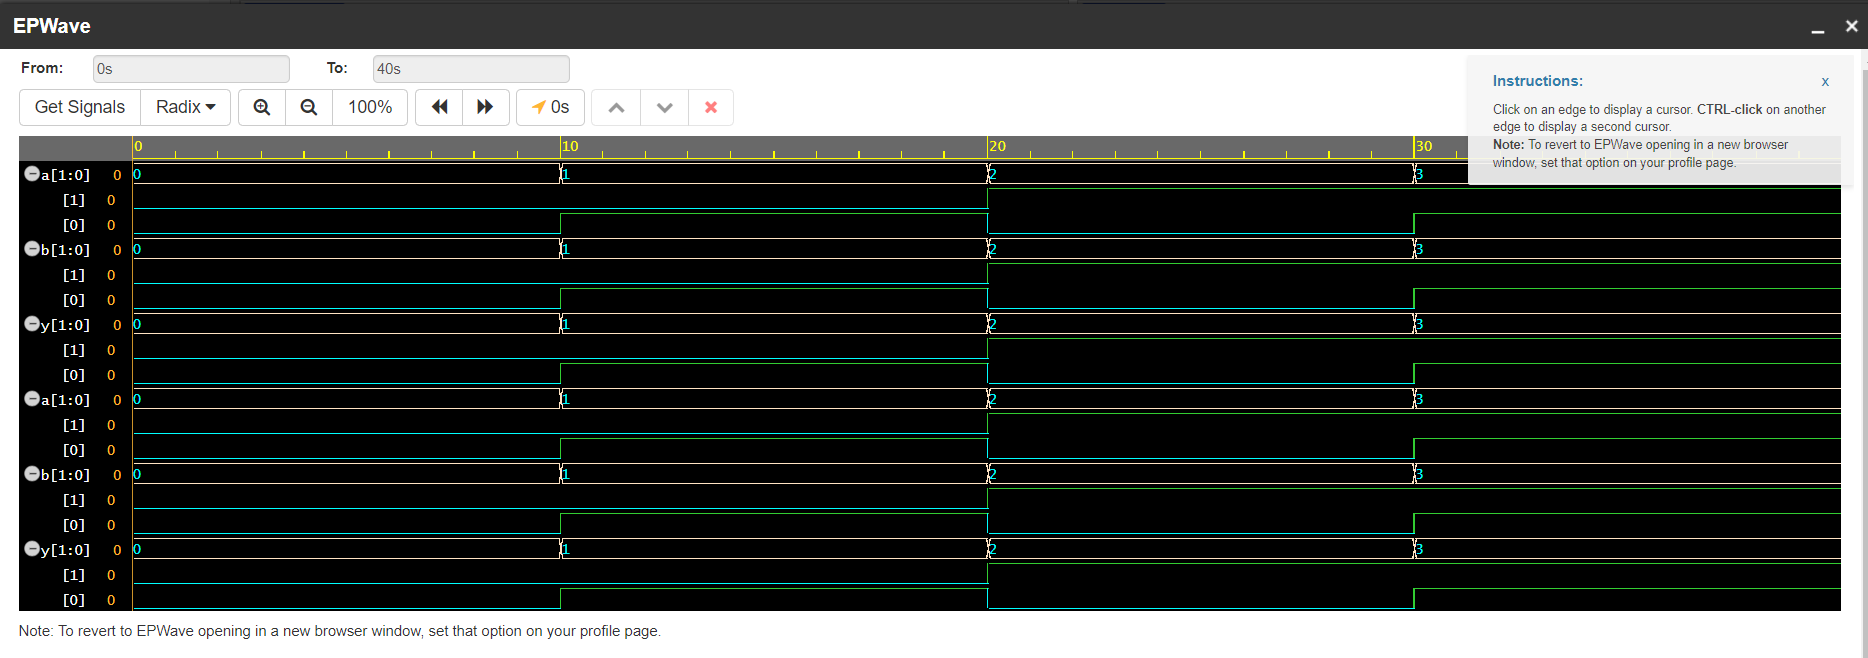 EPWave
From: 0s To: 40s
Get Signals Radix 100% 0s
Instructions: x
Click on an edge to display a cursor. CTRL-click on another
edge to display a second cursor.
Note: To revert to EPWave opening in a new browser
window, set that option on your profile page.
0 10 20 30
a[1:0] 0 0 1 2 3
[1] 0
[0] 0
b[1:0] 0 0 1 2 3
[1] 0
[0] 0
y[1:0] 0 0 1 2 3
[1] 0
[0] 0
a[1:0] 0 0 1 2 3
[1] 0
[0] 0
b[1:0] 0 0 1 2 3
[1] 0
[0] 0
y[1:0] 0 0 1 2 3
[1] 0
[0] 0
Note: To revert to EPWave opening in a new browser window, set that option on your profile page.